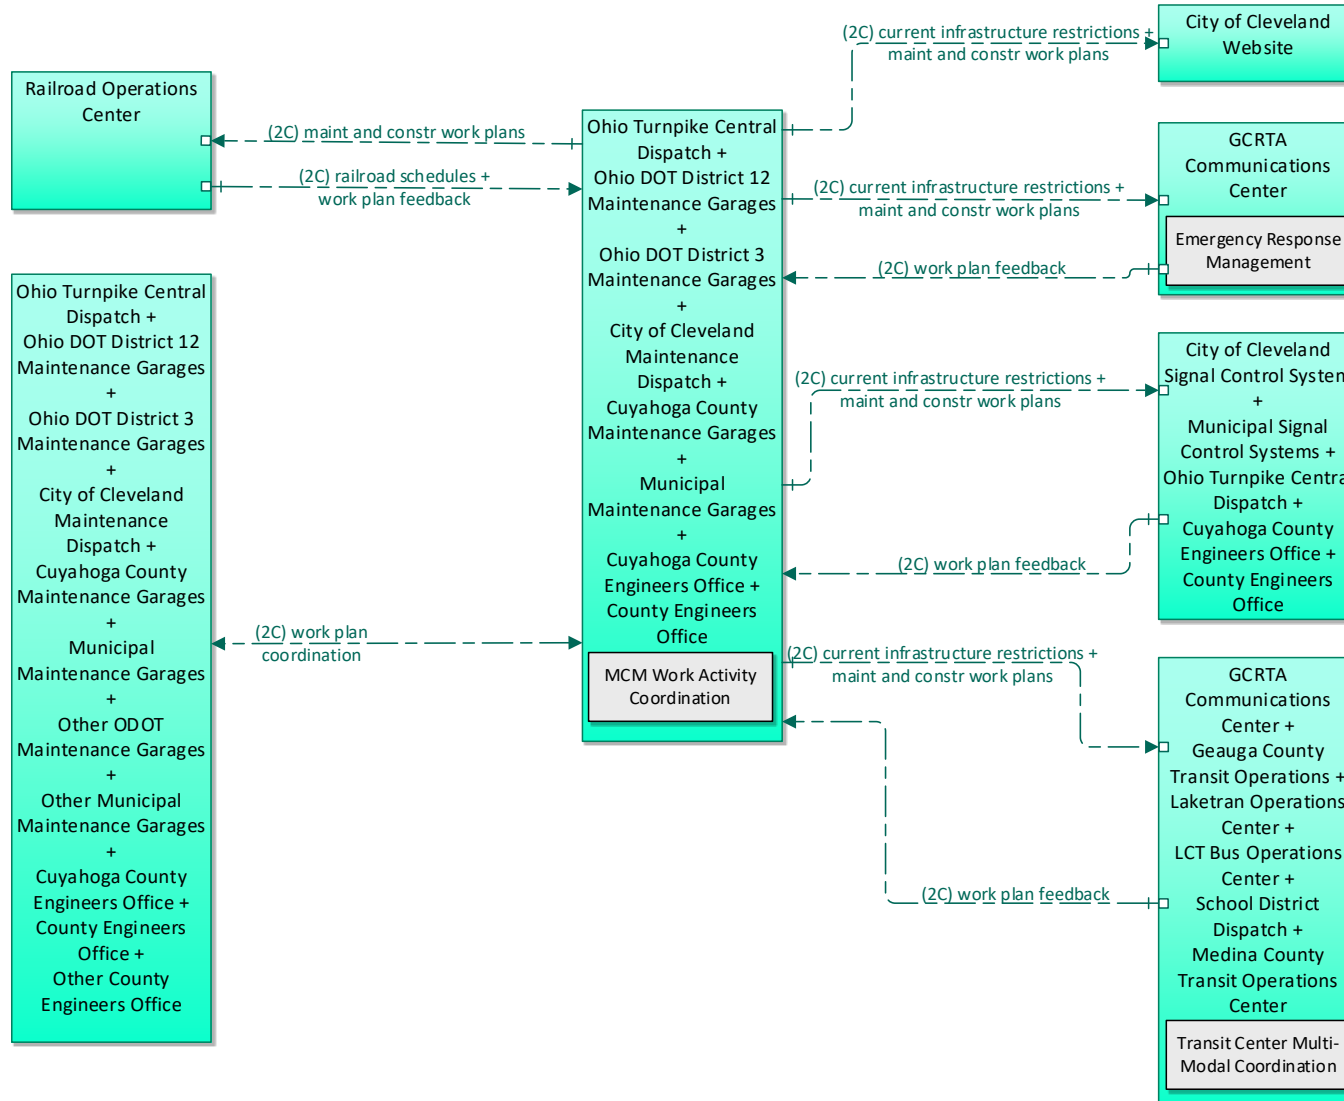 Railroad Operations
Center
(2C) maint and constr work plans
(2C) railroad schedules +
work plan feedback
Ohio Turnpike Central
Dispatch +
Ohio DOT District 12
Maintenance Garages
+
Ohio DOT District 3
Maintenance Garages
+
City of Cleveland
Maintenance
Dispatch +
Cuyahoga County
Maintenance Garages
+
Municipal
Maintenance Garages
+
Other ODOT
Maintenance Garages
+
Other Municipal
Maintenance Garages
+
Cuyahoga County
Engineers Office +
County Engineers
Office +
Other County
Engineers Office
(2C) work plan
coordination
Ohio Turnpike Central
Dispatch +
Ohio DOT District 12
Maintenance Garages
+
Ohio DOT District 3
Maintenance Garages
+
City of Cleveland
Maintenance
Dispatch +
Cuyahoga County
Maintenance Garages
+
Municipal
Maintenance Garages
+
Cuyahoga County
Engineers Office +
County Engineers
Office
MCM Work Activity
Coordination
(2C) current infrastructure restrictions +
maint and constr work plans
City of Cleveland
Website
(2C) current infrastructure restrictions +
maint and constr work plans
(2C) work plan feedback
GCRTA
Communications
Center
Emergency Response
Management
(2C) current infrastructure restrictions +
maint and constr work plans
(2C) work plan feedback
City of Cleveland
Signal Control System
+
Municipal Signal
Control Systems +
Ohio Turnpike Central
Dispatch +
Cuyahoga County
Engineers Office +
County Engineers
Office
(2C) current infrastructure restrictions +
maint and constr work plans
(2C) work plan feedback
GCRTA
Communications
Center +
Geauga County
Transit Operations +
Laketran Operations
Center +
LCT Bus Operations
Center +
School District
Dispatch +
Medina County
Transit Operations
Center
Transit Center Multi-
Modal Coordination